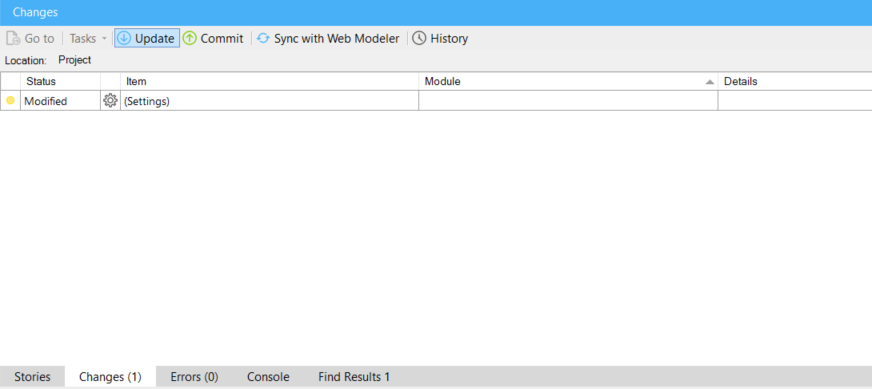 Changes
Go to Tasks Update Commit Sync with Web Modeler History
Location: Project
Status Item Module Details
Modified (Settings)
Stories Changes (1) Errors (0) Console Find Results 1